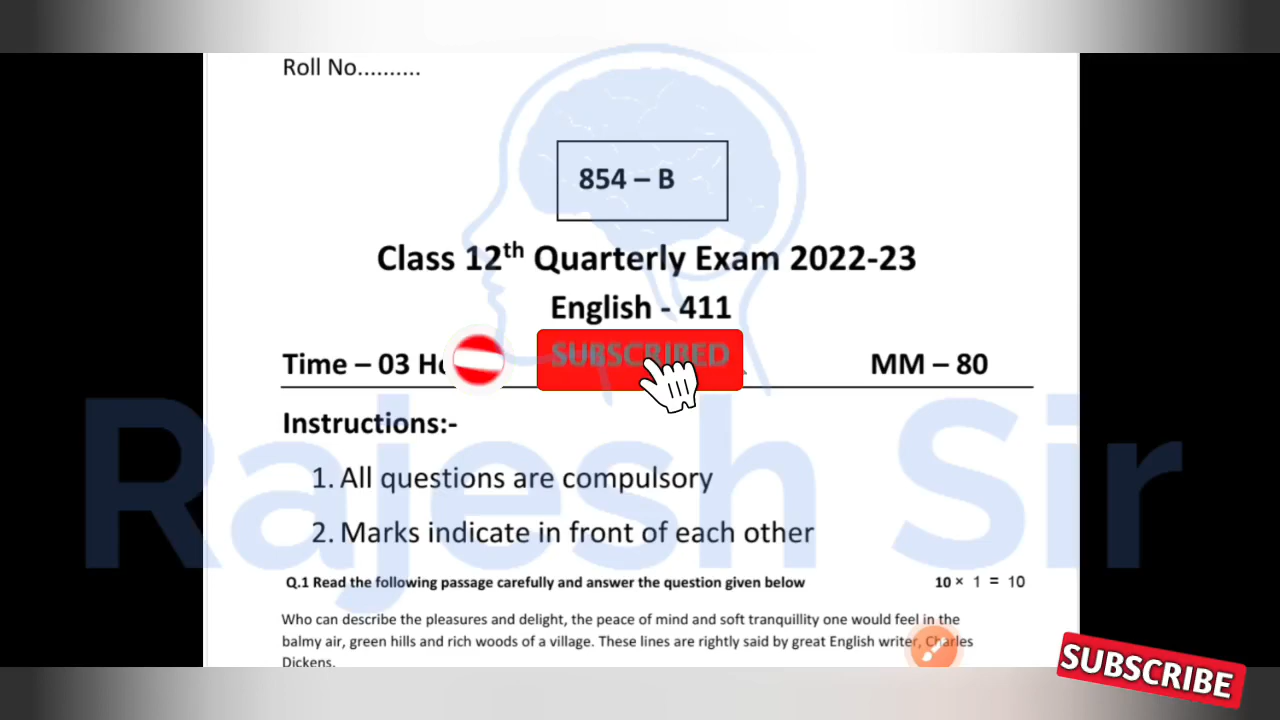 Roll No..........
854 – B
Class 12th Quarterly Exam 2022-23
English - 411
Time – 03 SUBSCRIBED MM – 80
Instructions:-
1. All questions are compulsory
2. Marks indicate in front of each other
Rajesh Sir
Q.1 Read the following passage carefully and answer the question given below 10 × 1 = 10
Who can describe the pleasures and delight, the peace of mind and soft tranquillity one would feel in the
balmy air, green hills and rich woods of a village. These lines are rightly said by great English writer, Charles
Dickens.
SUBSCRIBE